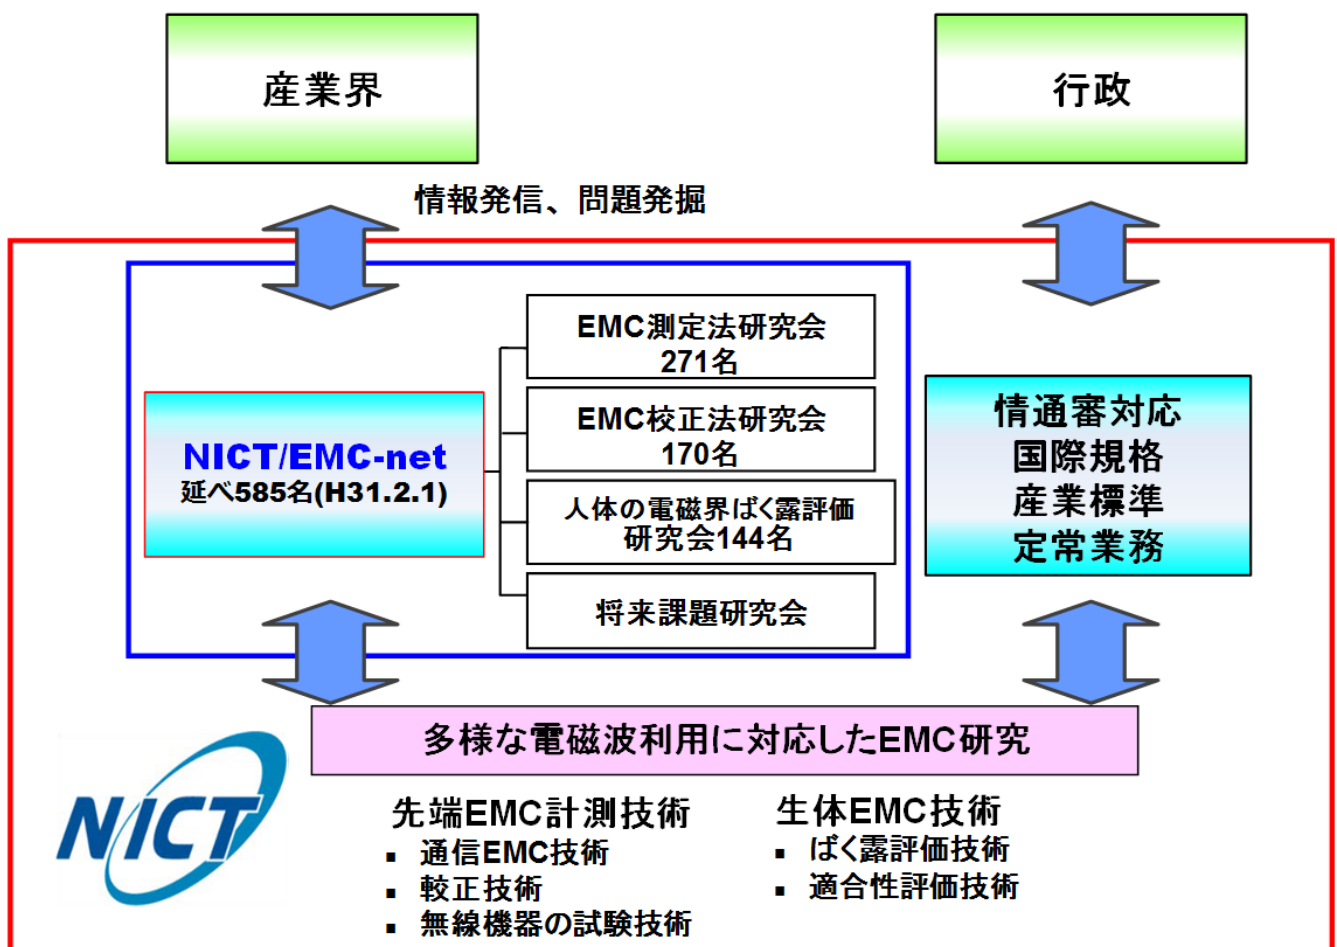 産業界
行政
情報発信、問題発掘
EMC測定法研究会
271名
EMC校正法研究会
170名
NICT/EMC-net
延べ585名(H31.2.1)
人体の電磁界ばく露評価
研究会144名
将来課題研究会
情通審対応
国際規格
産業標準
定常業務
多様な電磁波利用に対応したEMC研究
NICT
先端EMC計測技術
▪ 通信EMC技術
▪ 較正技術
▪ 無線機器の試験技術
生体EMC技術
▪ ばく露評価技術
▪ 適合性評価技術